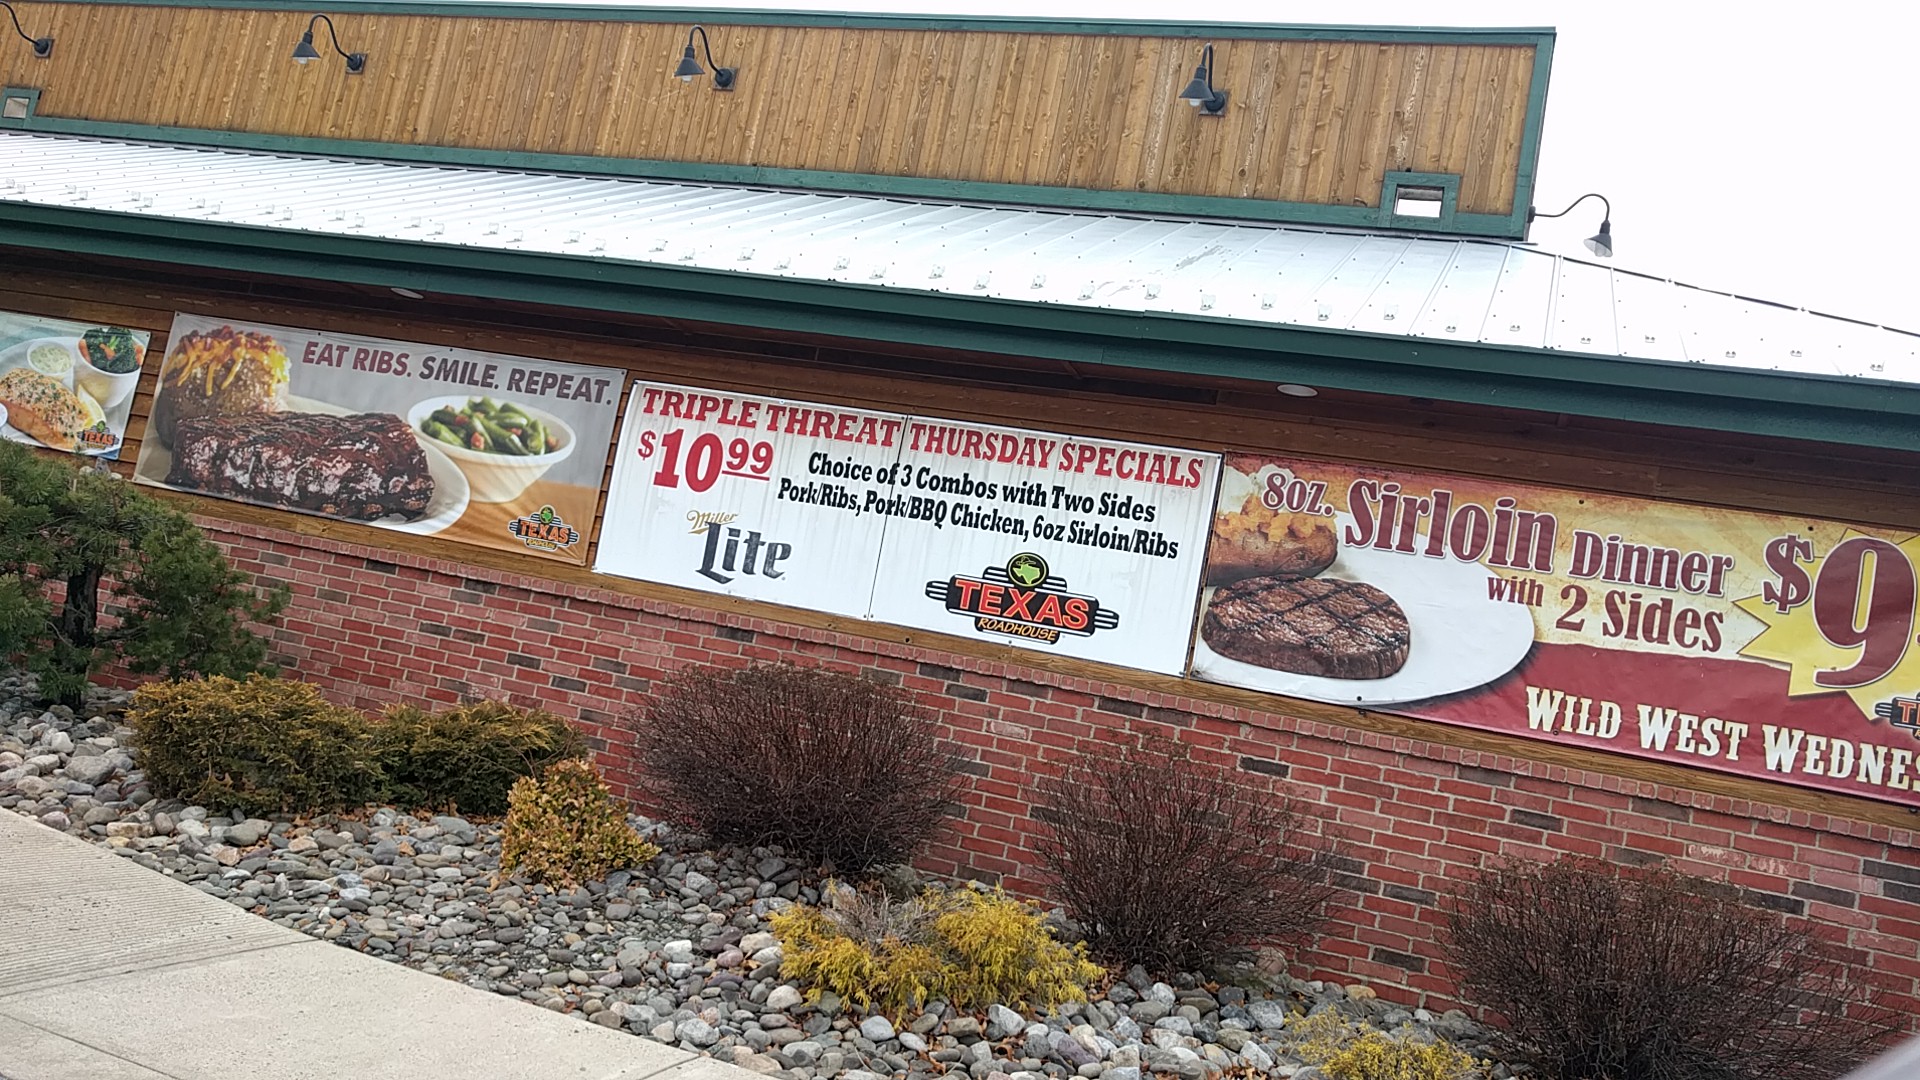 TEXAS
EAT RIBS. SMILE. REPEAT.
TEXAS
ROADHOUSE
TRIPLE THREAT THURSDAY SPECIALS
$10.99
Choice of 3 Combos with Two Sides
Pork/Ribs, Pork/BBQ Chicken, 6oz Sirloin/Ribs
Miller
Lite
TEXAS
ROADHOUSE
8oz. Sirloin Dinner
with 2 Sides
$9
WILD WEST WEDNES